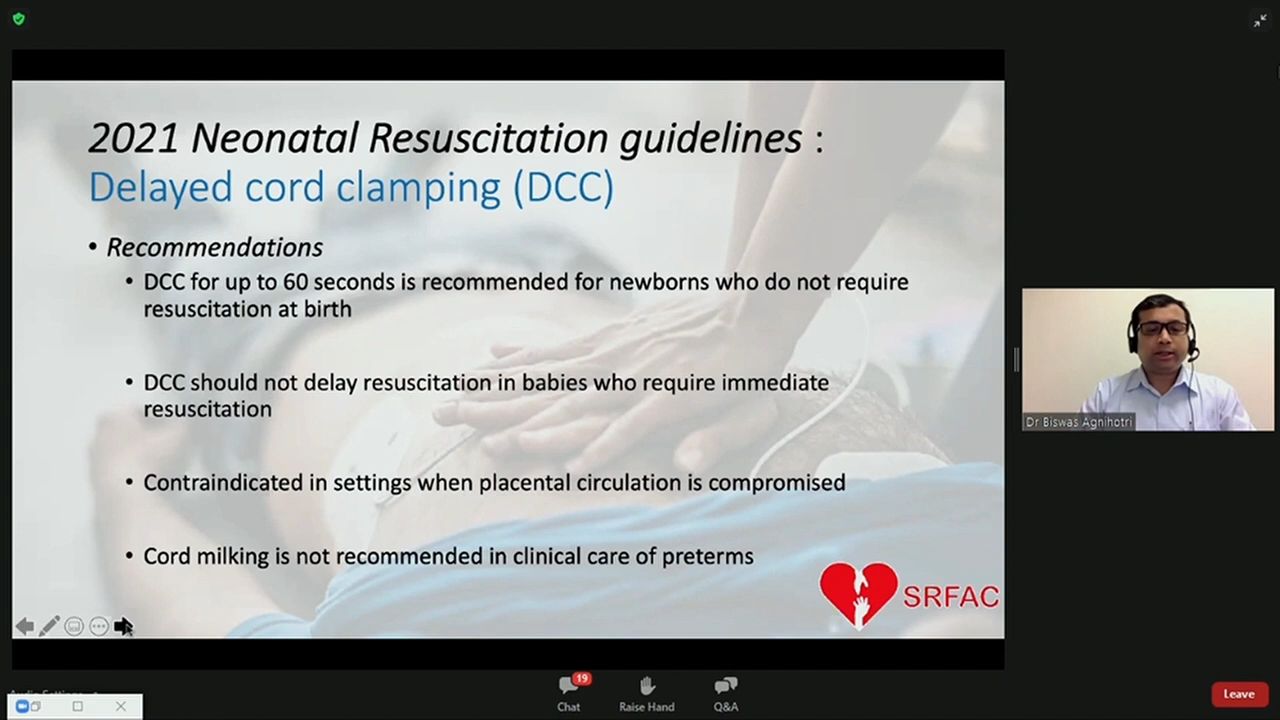 2021 Neonatal Resuscitation guidelines :
Delayed cord clamping (DCC)
• Recommendations
• DCC for up to 60 seconds is recommended for newborns who do not require
resuscitation at birth
• DCC should not delay resuscitation in babies who require immediate
resuscitation
• Contraindicated in settings when placental circulation is compromised
• Cord milking is not recommended in clinical care of preterms
SRFAC
Dr Biswas Agnihotri
19
Chat
Raise Hand
Q&A
Leave